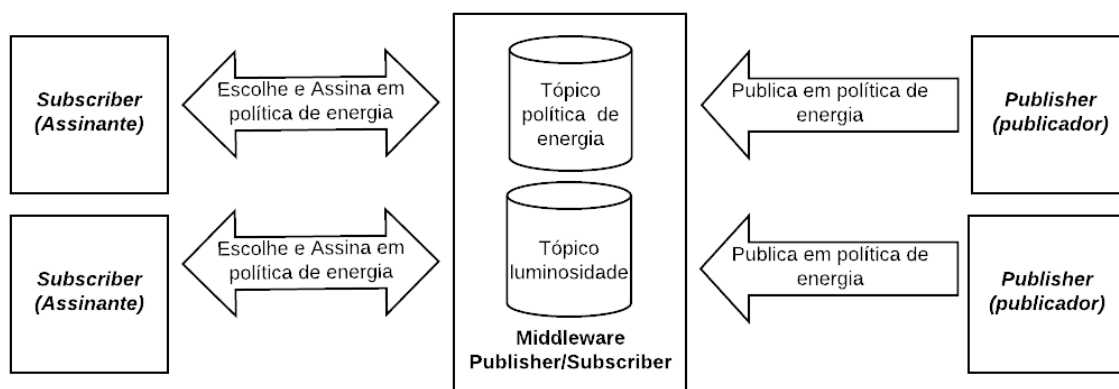 Subscriber
(Assinante)
Escolhe e Assina em
política de energia
Tópico
política de
energia
Publica em política de
energia
Publisher
(publicador)
Subscriber
(Assinante)
Escolhe e Assina em
política de energia
Tópico
luminosidade
Publica em política de
energia
Publisher
(publicador)
Middleware
Publisher/Subscriber